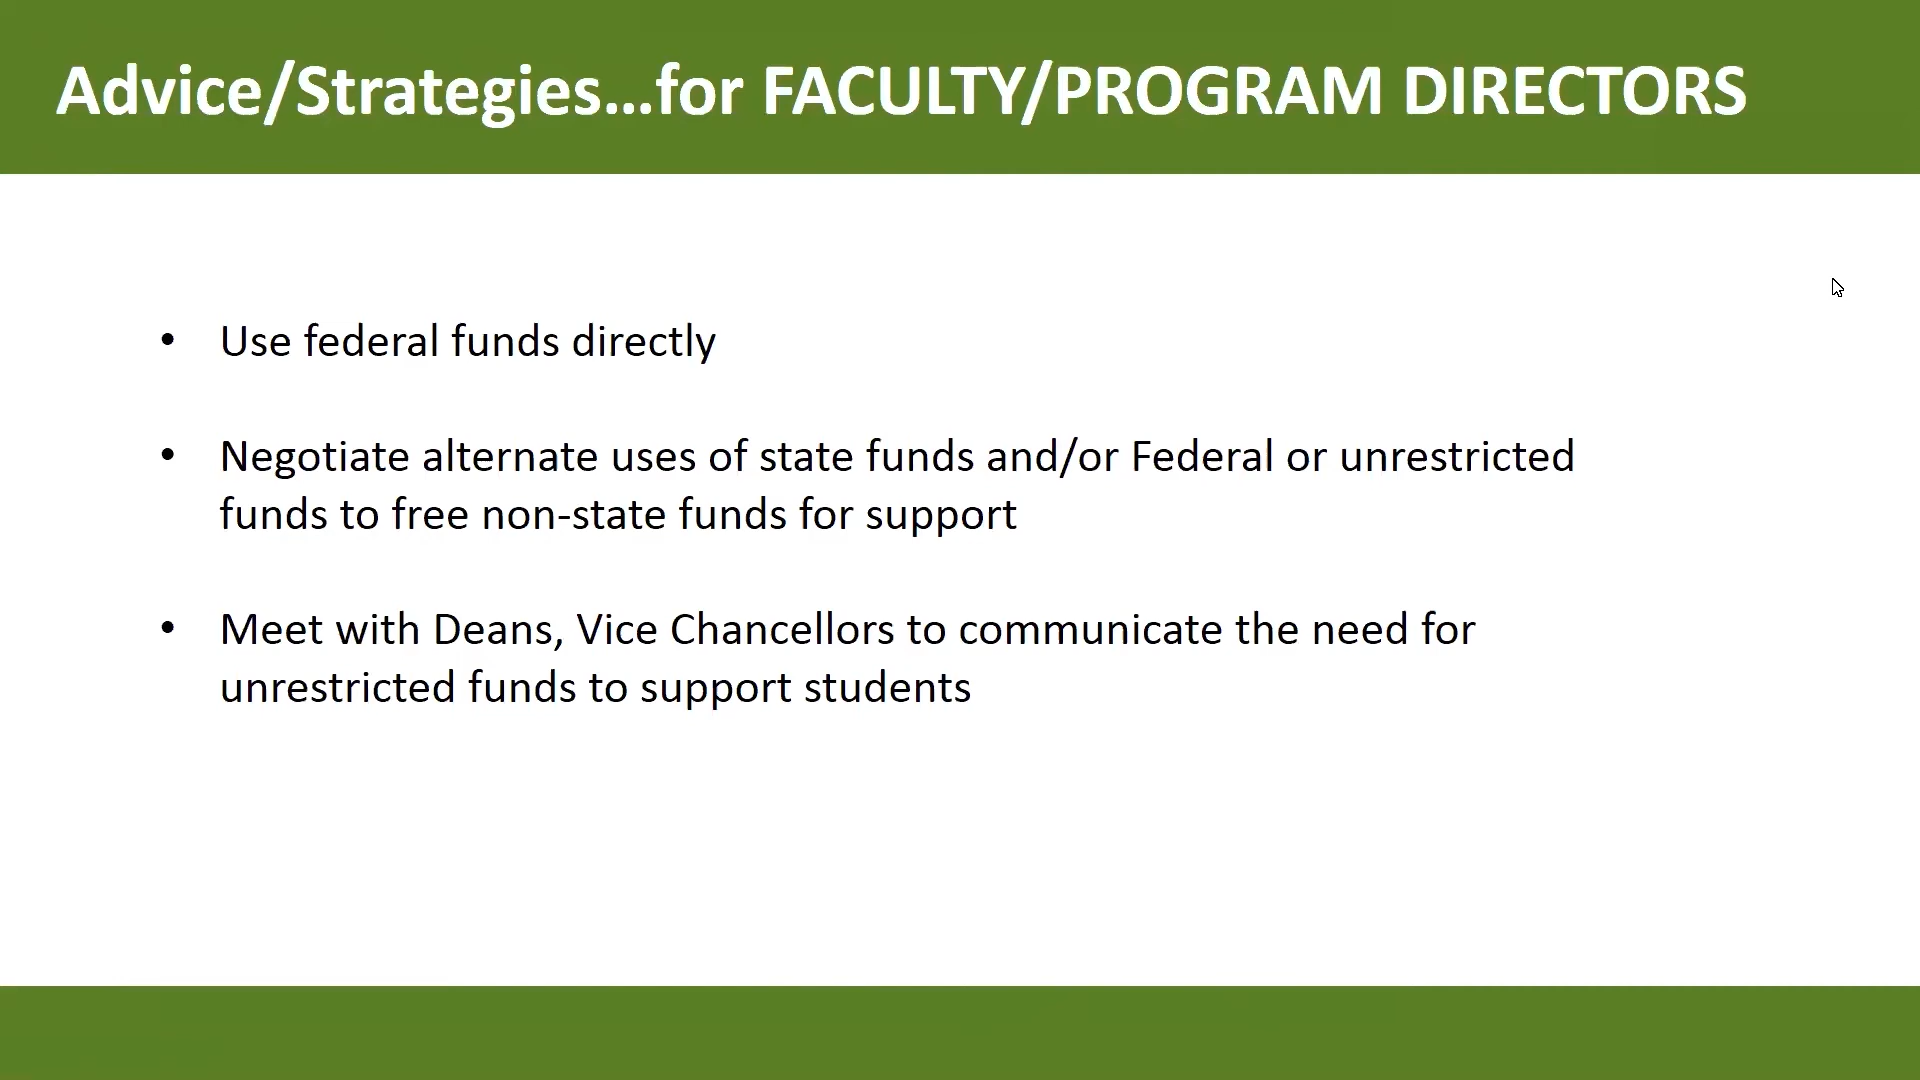 Advice/Strategies...for FACULTY/PROGRAM DIRECTORS
• Use federal funds directly
• Negotiate alternate uses of state funds and/or Federal or unrestricted
funds to free non-state funds for support
• Meet with Deans, Vice Chancellors to communicate the need for
unrestricted funds to support students